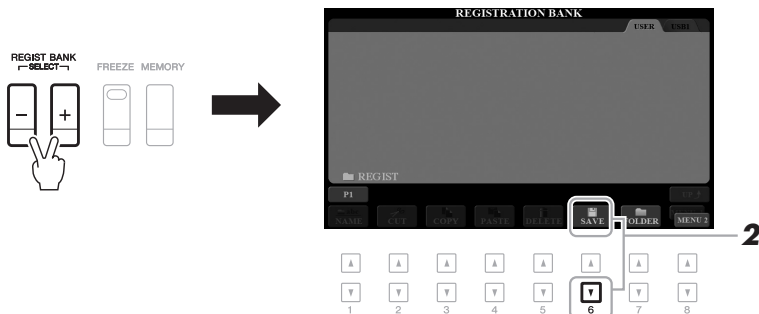 REGIST BANK
SELECT
FREEZE MEMORY
− +
REGISTRATION BANK
USER USB1
REGIST
P1
UP
NAME CUT COPY PASTE DELETE SAVE FOLDER MENU 2
2
1 2 3 4 5 6 7 8